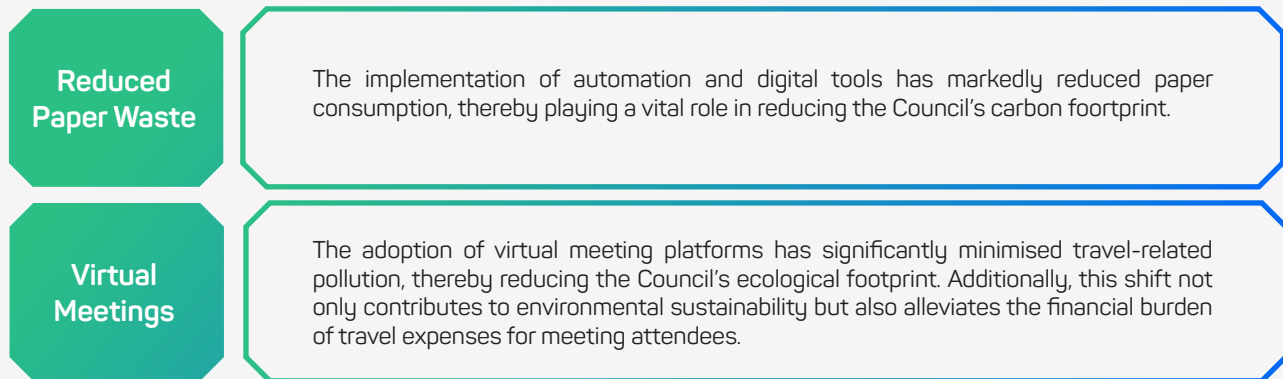 Reduced
Paper Waste
The implementation of automation and digital tools has markedly reduced paper
consumption, thereby playing a vital role in reducing the Council's carbon foortprint.
Virtual
Meetings
The adoption of virtual meeting platforms has significantly minimised travel-related
pollution, thereby reducing the Council's ecological footprint. Additionally, this shift not
only contributes to environmental sustainability but also alleviates the financial burden
of travel expenses for meeting attendees.